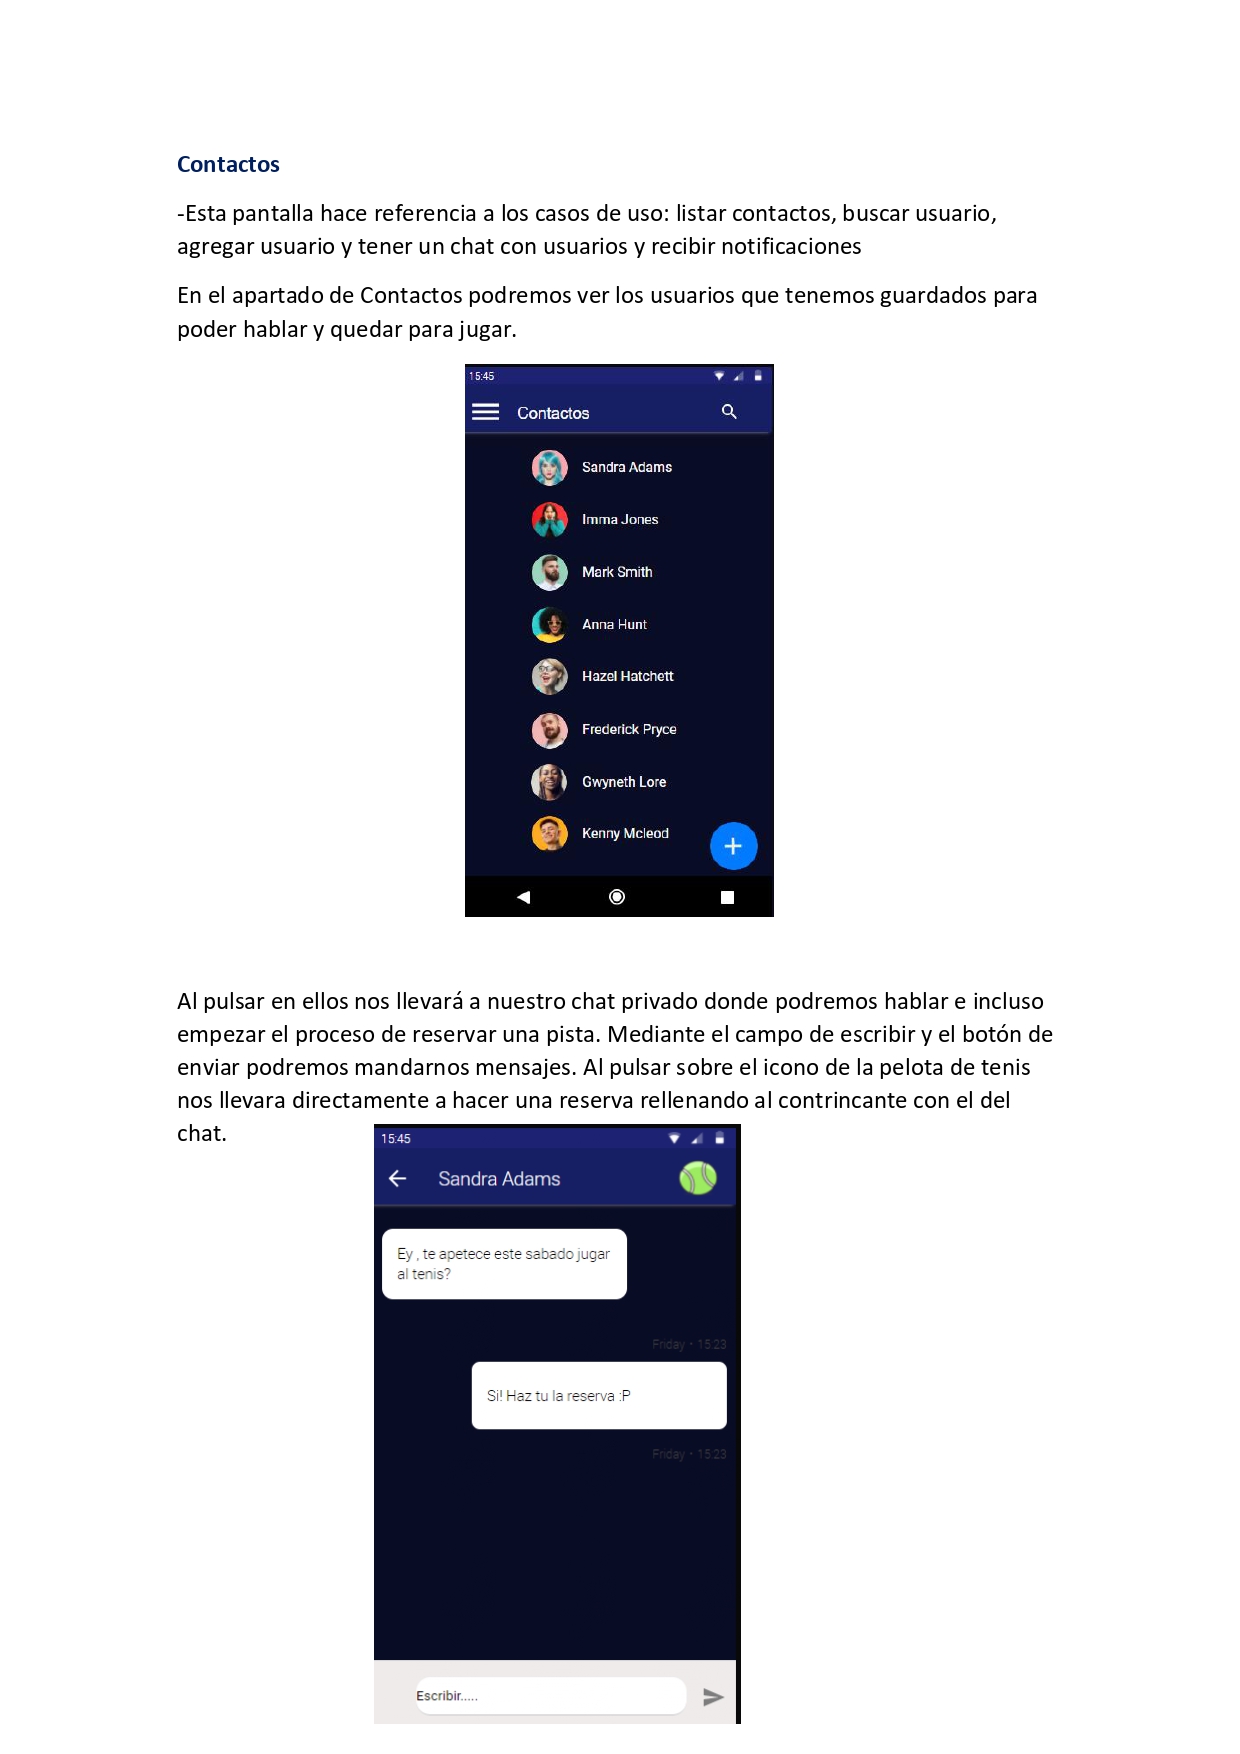 Contactos
-Esta pantalla hace referencia a los casos de uso: listar contactos, buscar usuario,
agregar usuario y tener un chat con usuarios y recibir notificaciones
En el apartado de Contactos podremos ver los usuarios que tenemos guardados para
poder hablar y quedar para jugar.
15:45
Contactos
Sandra Adams
Imma Jones
Mark Smith
Anna Hunt
Hazel Hatchett
Frederick Pryce
Gwyneth Lore
Kenny Mcleod
Al pulsar en ellos nos llevará a nuestro chat privado donde podremos hablar e incluso
empezar el proceso de reservar una pista. Mediante el campo de escribir y el botón de
enviar podremos mandarnos mensajes. Al pulsar sobre el icono de la pelota de tenis
nos llevara directamente a hacer una reserva rellenando al contrincante con el del
chat.
15:45
Sandra Adams
Ey , te apetece este sabado jugar
al tenis?
Friday • 15:23
Si! Haz tu la reserva :P
Friday • 15:23
Escribir.....